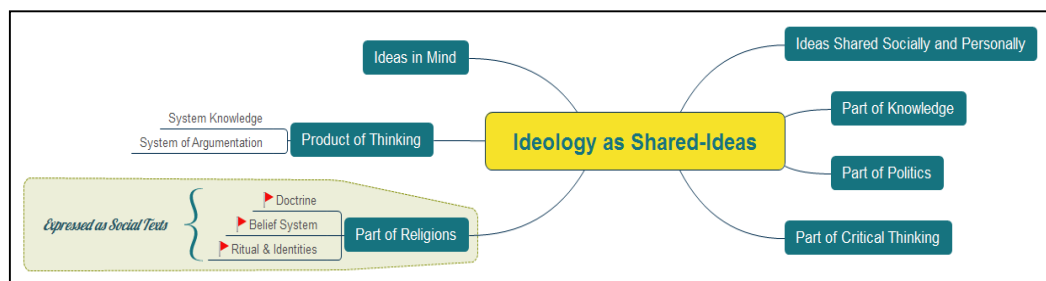 Ideology as Shared-Ideas
Ideas in Mind
Product of Thinking
System Knowledge
System of Argumentation
Part of Religions
Doctrine
Belief System
Ritual & Identities
Expressed as Social Texts
Ideas Shared Socially and Personally
Part of Knowledge
Part of Politics
Part of Critical Thinking